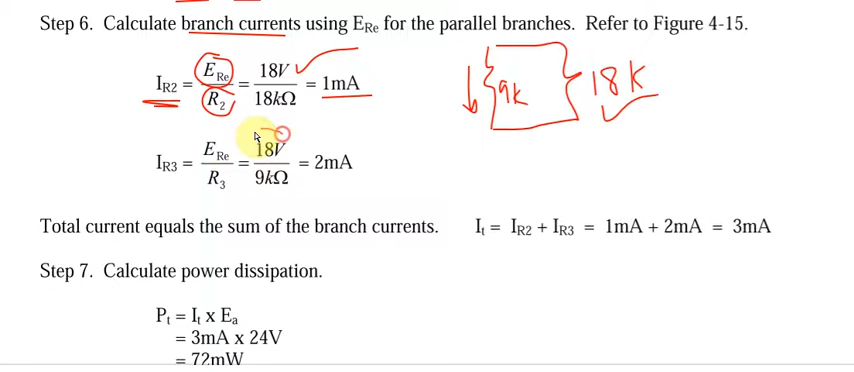 Step 6. Calculate branch currents using E_Re for the parallel branches. Refer to Figure 4-15.
I_R2 = E_Re / R_2 = 18V / 18kΩ = 1mA
9k 18K
I_R3 = E_Re / R_3 = 18V / 9kΩ = 2mA
Total current equals the sum of the branch currents. I_t = I_R2 + I_R3 = 1mA + 2mA = 3mA
Step 7. Calculate power dissipation.
P_t = I_t x E_a
= 3mA x 24V
= 72mW